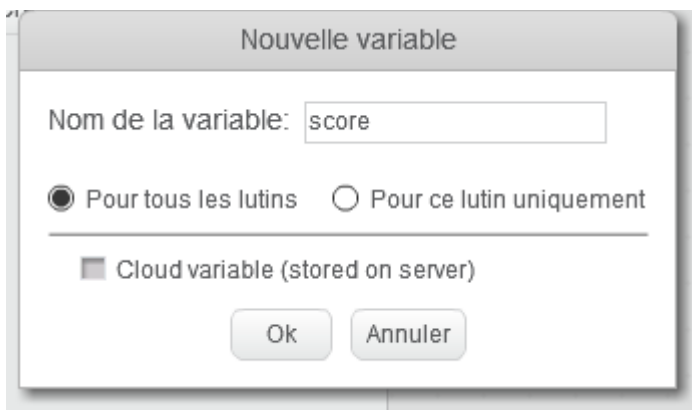 Nouvelle variable
Nom de la variable: score
Pour tous les lutins Pour ce lutin uniquement
Cloud variable (stored on server)
Ok Annuler